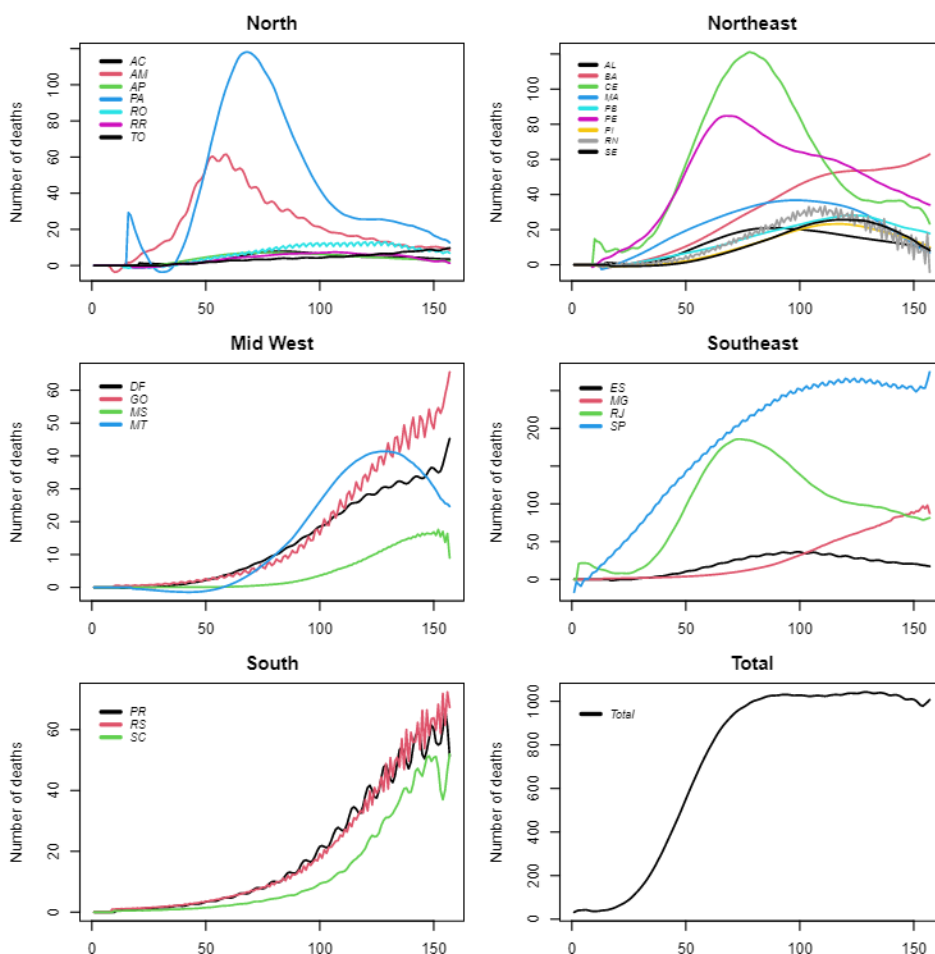 North
Number of deaths
0 20 40 60 80 100
AC
AM
AP
PA
RO
RR
TO
0 50 100 150
Northeast
Number of deaths
0 20 40 60 80 100
AL
BA
CE
MA
PB
PE
PI
RN
SE
0 50 100 150
Mid West
Number of deaths
0 10 20 30 40 50 60
DF
GO
MS
MT
0 50 100 150
Southeast
Number of deaths
0 50 100 200
ES
MG
RJ
SP
0 50 100 150
South
Number of deaths
0 20 40 60
PR
RS
SC
0 50 100 150
Total
Number of deaths
0 200 400 600 800 1000
Total
0 50 100 150